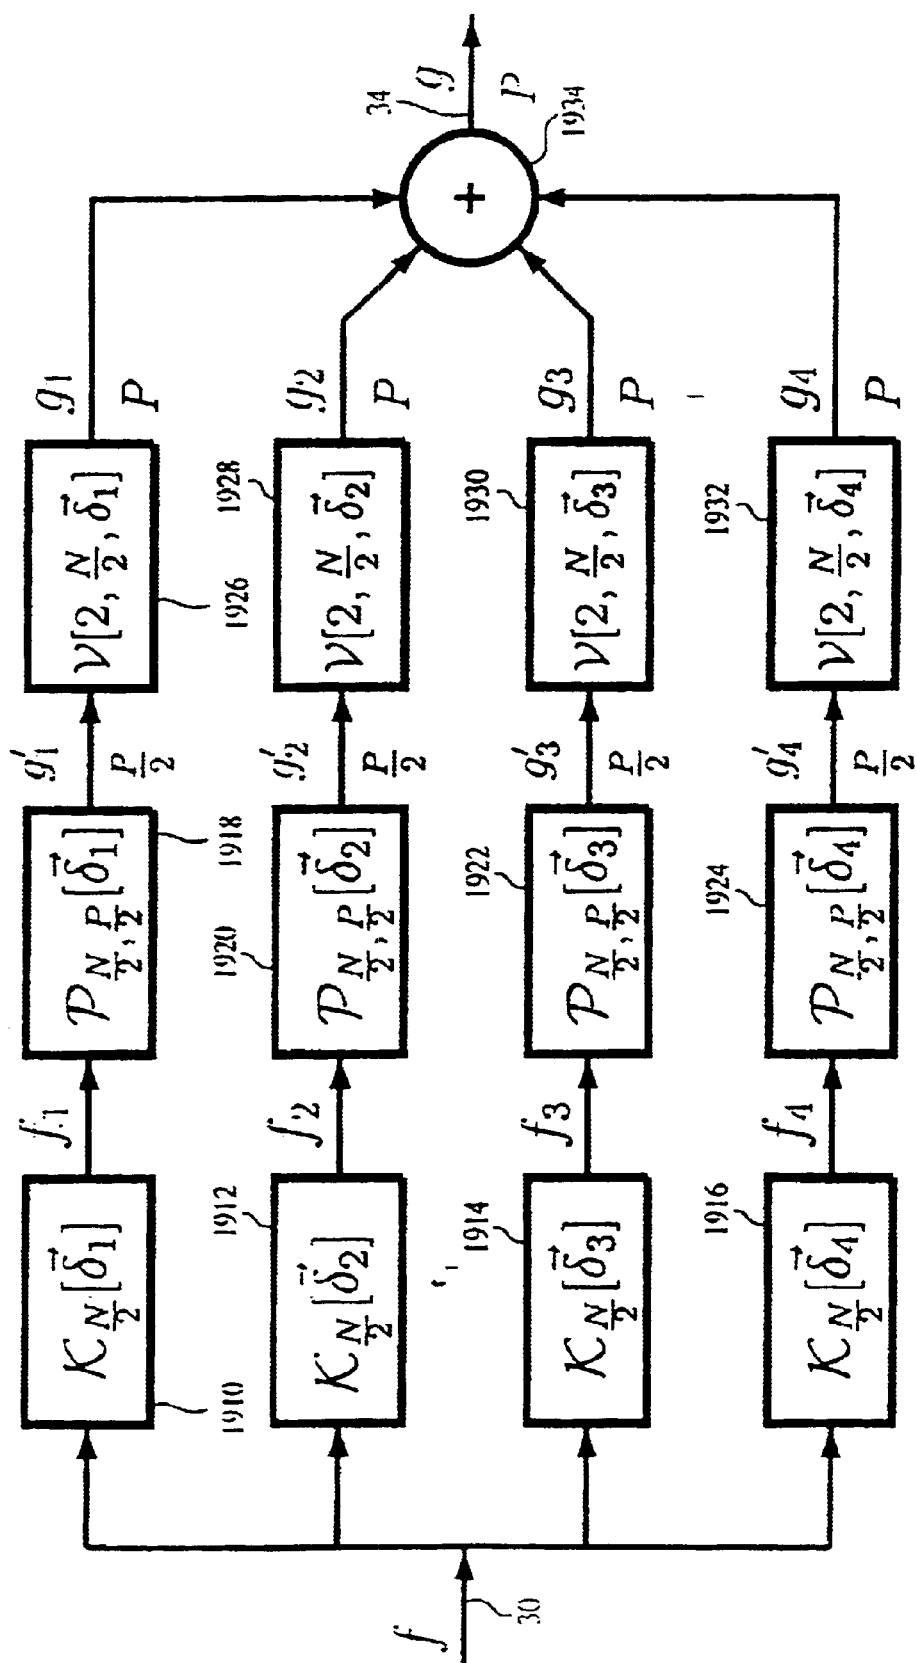 f
30
K_{N/2}[δ⃗₁]
1910
f₁
P_{N/2, P/2}[δ⃗₁]
1918
g'₁
P/2
V[2, N/2, δ⃗₁]
1926
g₁
P
K_{N/2}[δ⃗₂]
1912
f₂
P_{N/2, P/2}[δ⃗₂]
1920
g'₂
P/2
V[2, N/2, δ⃗₂]
1928
g₂
P
K_{N/2}[δ⃗₃]
1914
f₃
P_{N/2, P/2}[δ⃗₃]
1922
g'₃
P/2
V[2, N/2, δ⃗₃]
1930
g₃
P
K_{N/2}[δ⃗₄]
1916
f₄
P_{N/2, P/2}[δ⃗₄]
1924
g'₄
P/2
V[2, N/2, δ⃗₄]
1932
g₄
P
+
1934
34
g
P